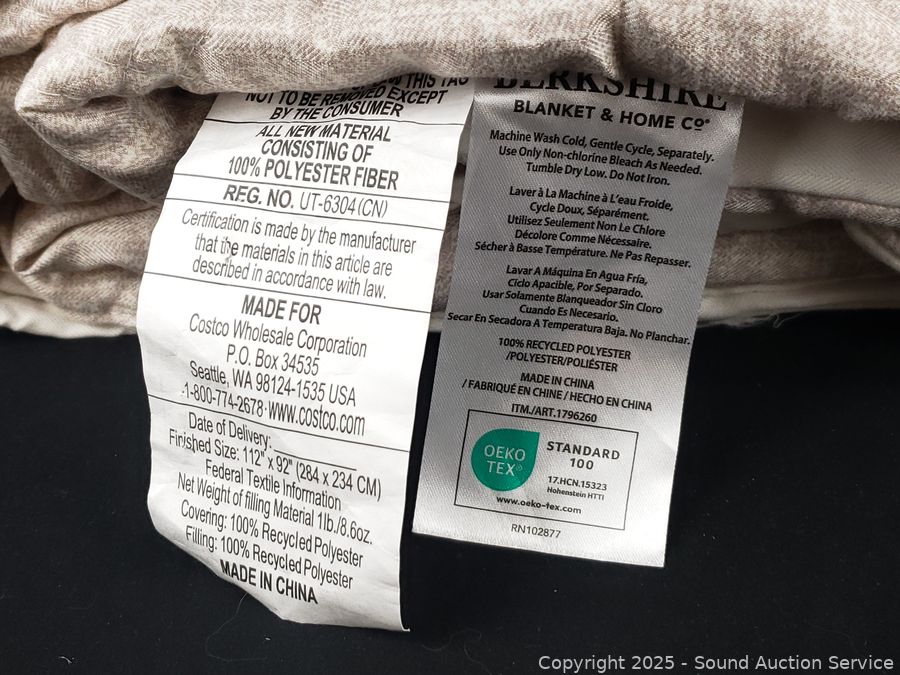 THIS TAG
NOT TO BE REMOVED EXCEPT
BY THE CONSUMER
ALL NEW MATERIAL
CONSISTING OF
100% POLYESTER FIBER
REG. NO. UT-6304(CN)
Certification is made by the manufacturer
that the materials in this article are
described in accordance with law.
MADE FOR
Costco Wholesale Corporation
P.O. Box 34535
Seattle, WA 98124-1535 USA
1-800-774-2678·www.costco.com
Date of Delivery:
Finished Size: 112" x 92" (284 x 234 CM)
Federal Textile Information
Net Weight of filling Material 1lb./8.6oz.
Covering: 100% Recycled Polyester
Filling: 100% Recycled Polyester
MADE IN CHINA
BERKSHIRE
BLANKET & HOME Co®
Machine Wash Cold, Gentle Cycle, Separately.
Use Only Non-chlorine Bleach As Needed.
Tumble Dry Low. Do Not Iron.
Laver à La Machine à L'eau Froide,
Cycle Doux, Séparément.
Utilisez Seulement Non Le Chlore
Décolore Comme Nécessaire.
Sécher à Basse Température. Ne Pas Repasser.
Lavar A Máquina En Agua Fría,
Ciclo Apacible, Por Separado.
Usar Solamente Blanqueador Sin Cloro
Cuando Es Necesario.
Secar En Secadora A Temperatura Baja. No Planchar.
100% RECYCLED POLYESTER
/POLYESTER/POLIÉSTER
MADE IN CHINA
/ FABRIQUÉ EN CHINE / HECHO EN CHINA
ITM./ART.1796260
OEKO
TEX®
STANDARD
100
17.HCN.15323
Hohenstein HTTI
www.oeko-tex.com
RN102877
Copyright 2025 - Sound Auction Service